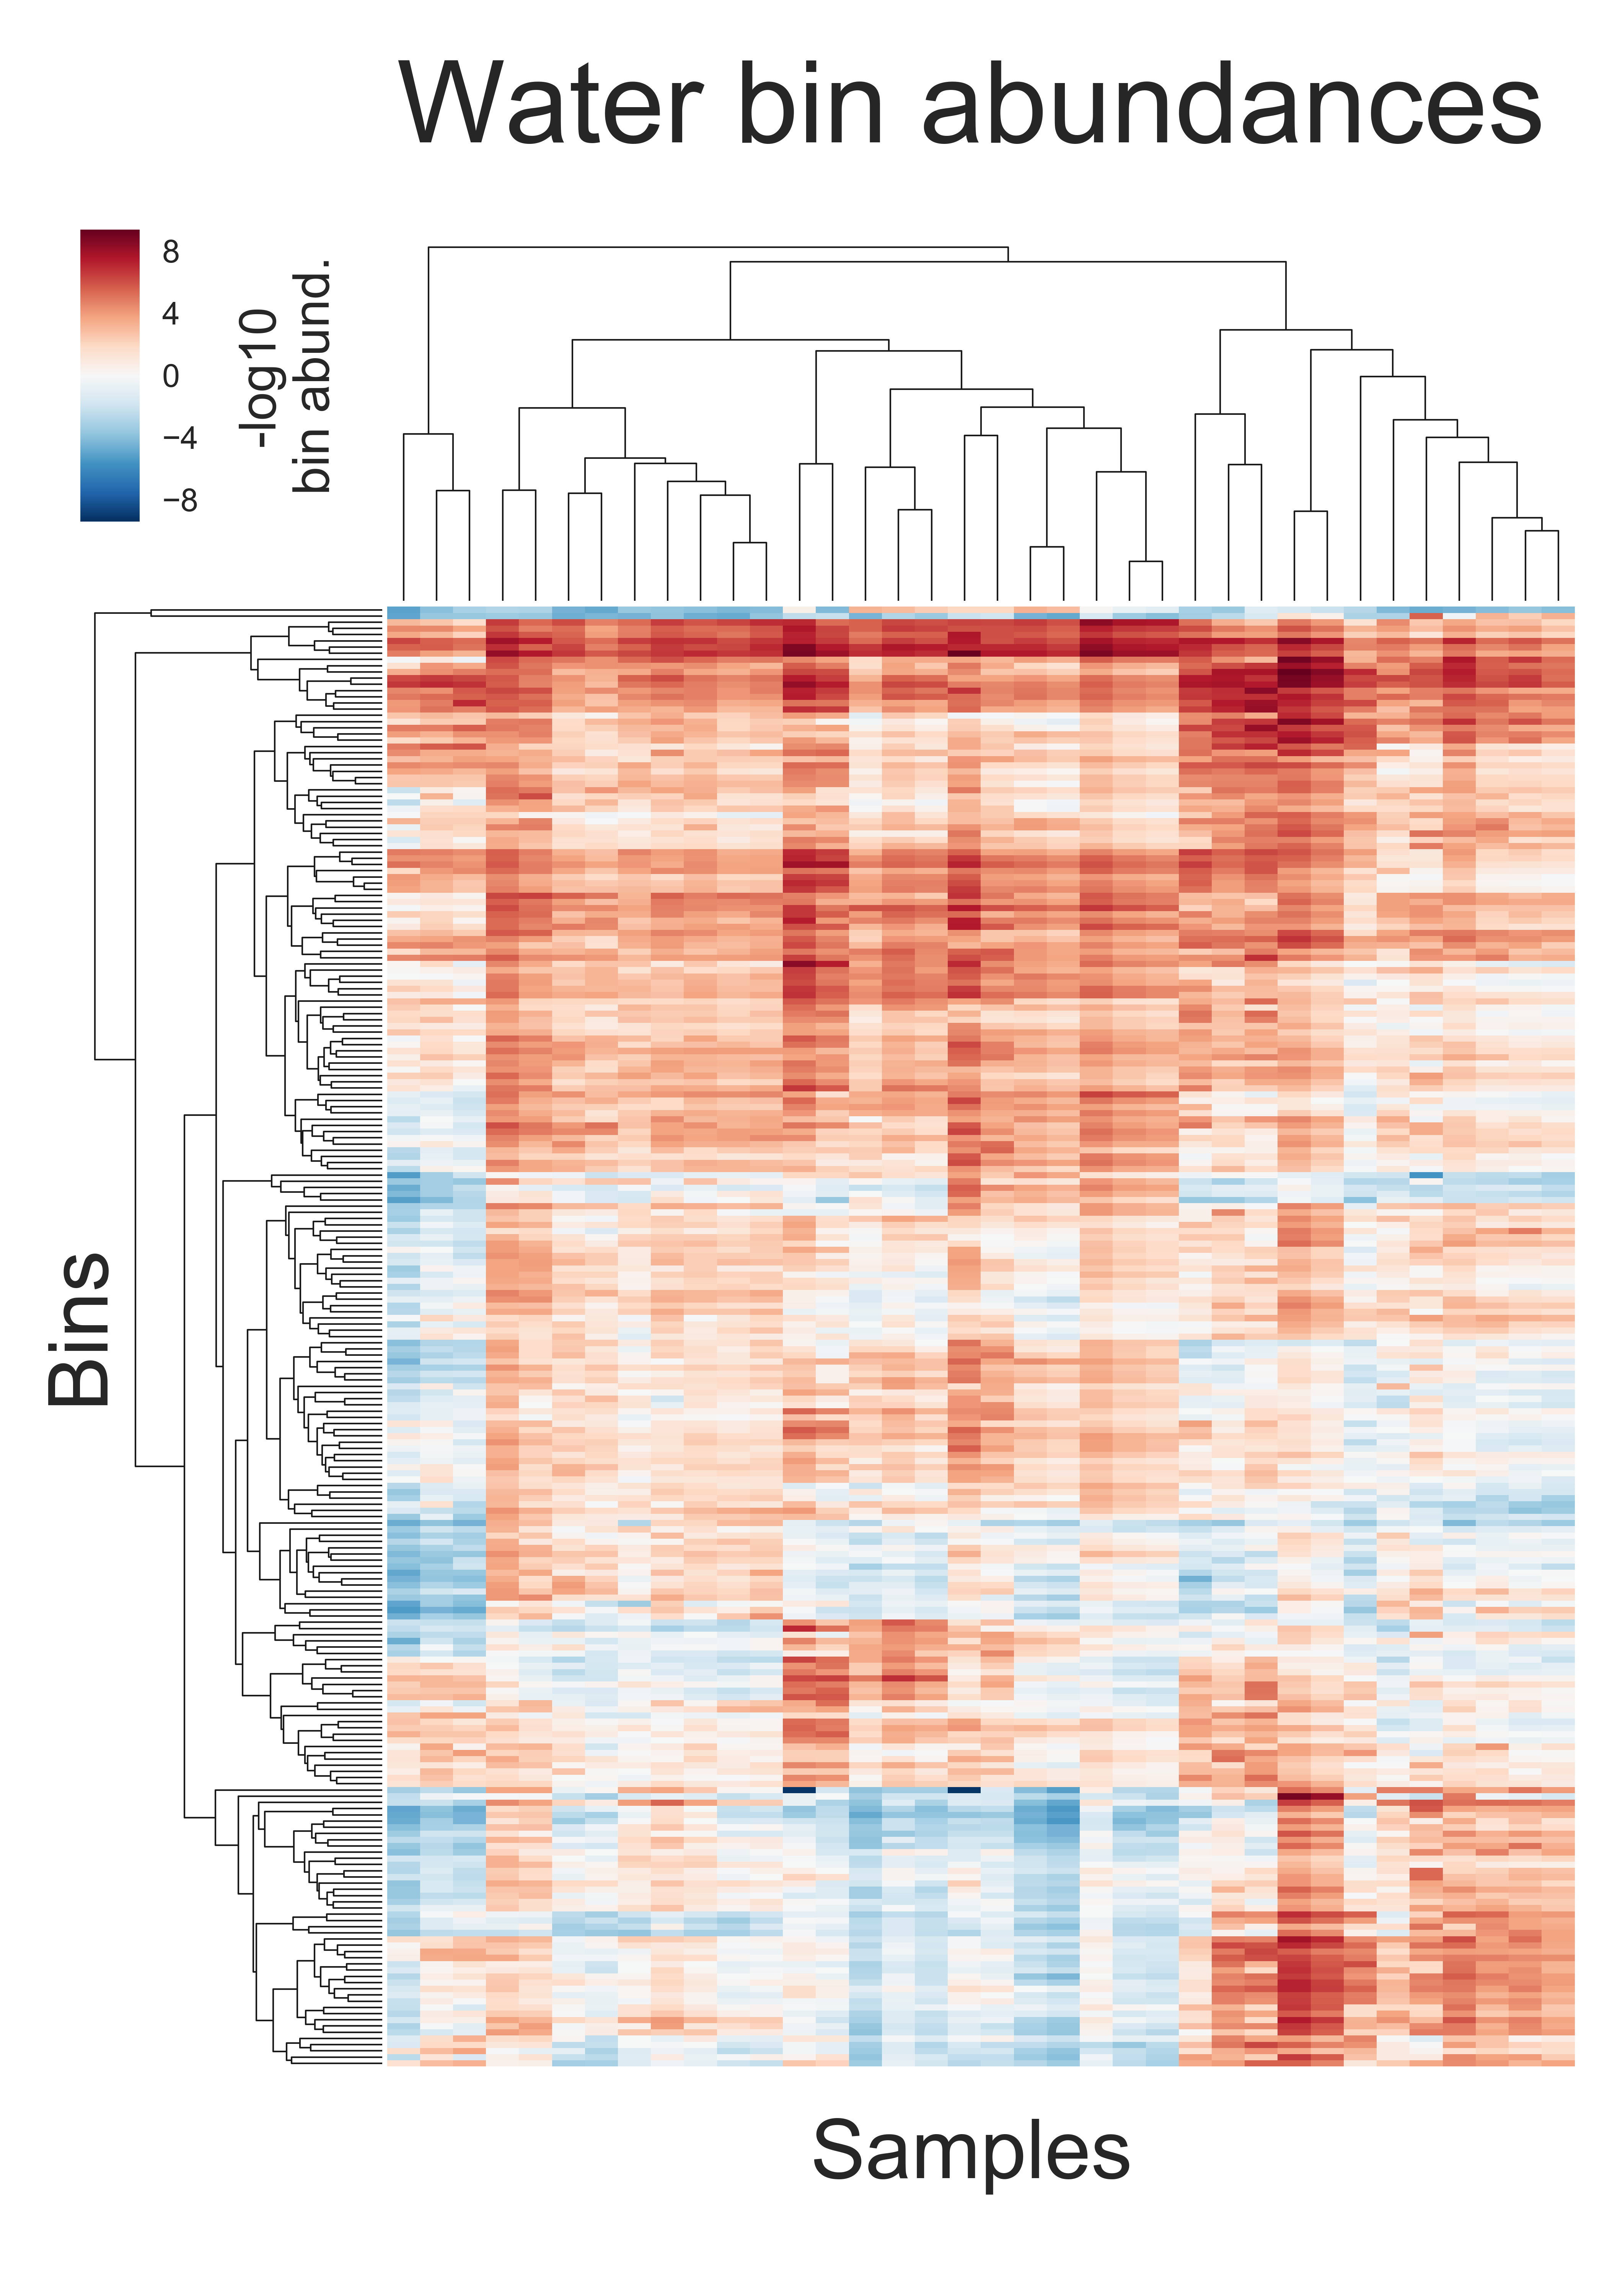 Water bin abundances
8
4
0
−4
−8
-log10
bin abund.
Bins
Samples